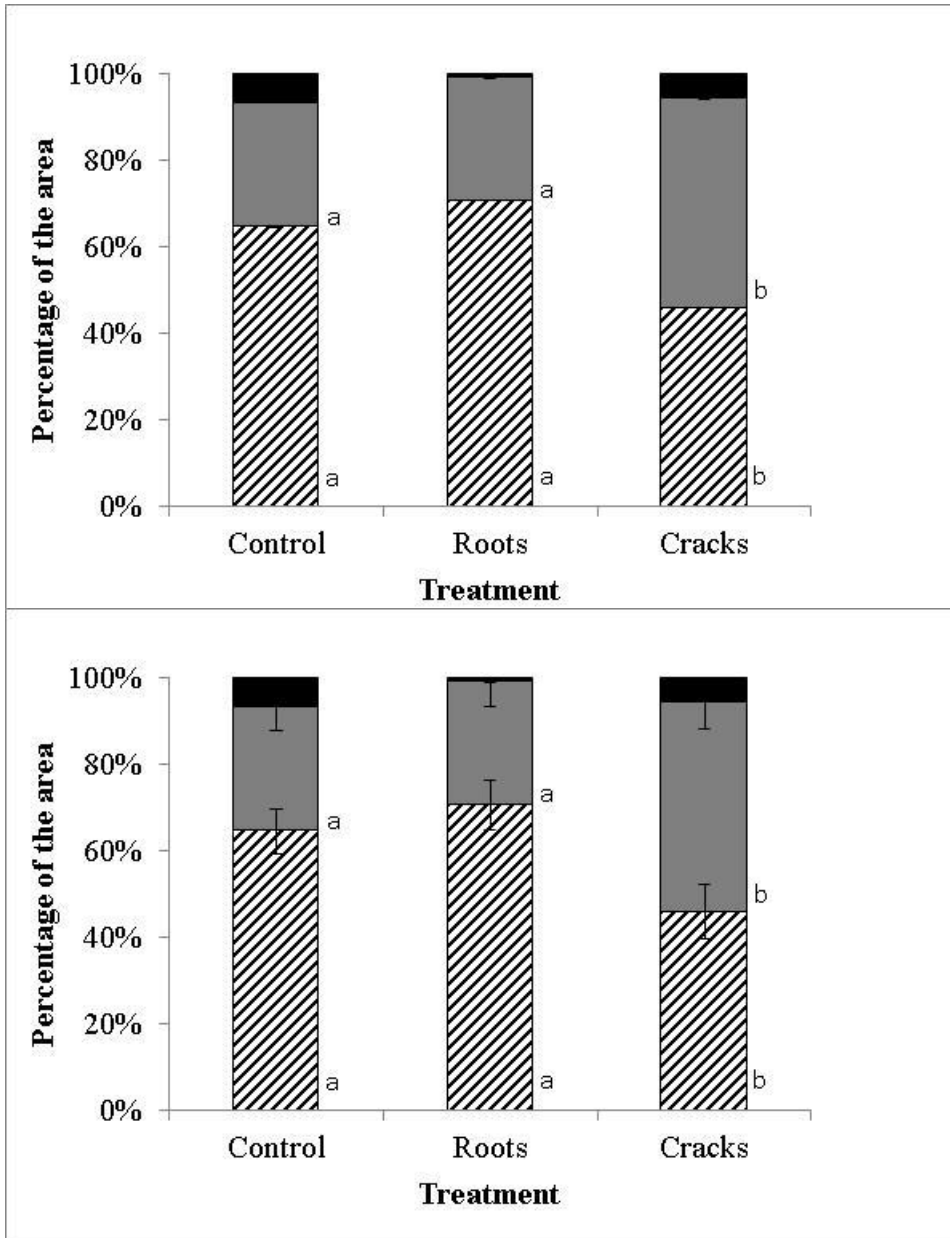 Percentage of the area
100%
80%
60%
40%
20%
0%
a
a
b
a
a
b
Control Roots Cracks
Treatment
Percentage of the area
100%
80%
60%
40%
20%
0%
a
a
b
a
a
b
Control Roots Cracks
Treatment